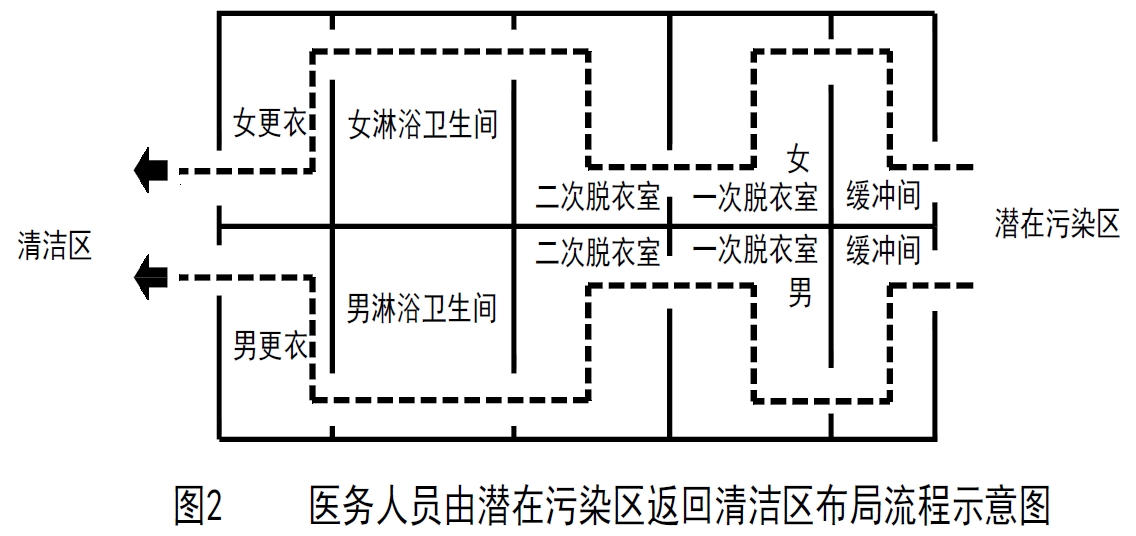 女更衣
女淋浴卫生间
女
二次脱衣室
一次脱衣室
缓冲间
清洁区
潜在污染区
二次脱衣室
一次脱衣室
缓冲间
男
男淋浴卫生间
男更衣
图2 医务人员由潜在污染区返回清洁区布局流程示意图